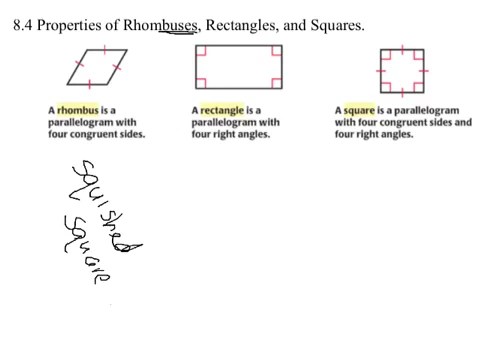 8.4 Properties of Rhombuses, Rectangles, and Squares.
A rhombus is a
parallelogram with
four congruent sides.
A rectangle is a
parallelogram with
four right angles.
A square is a parallelogram
with four congruent sides and
four right angles.
squished
square